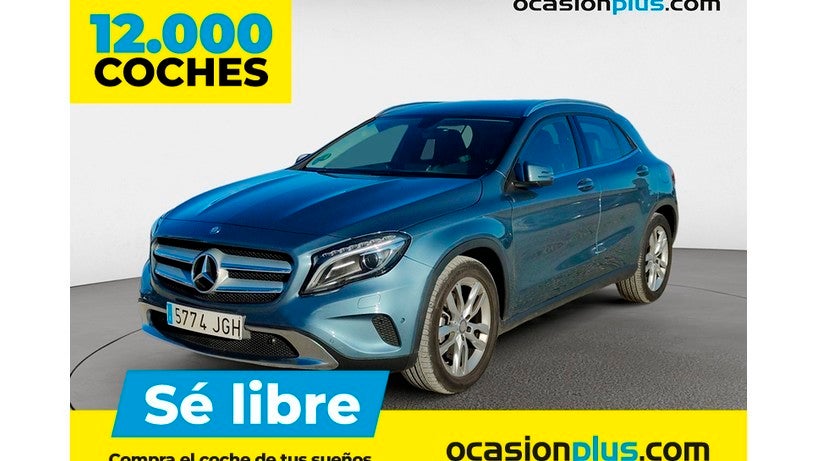 ocasionplus.com
12.000
COCHES
5774 JGH
Sé libre
Compra el coche de tus sueños
ocasionplus.com